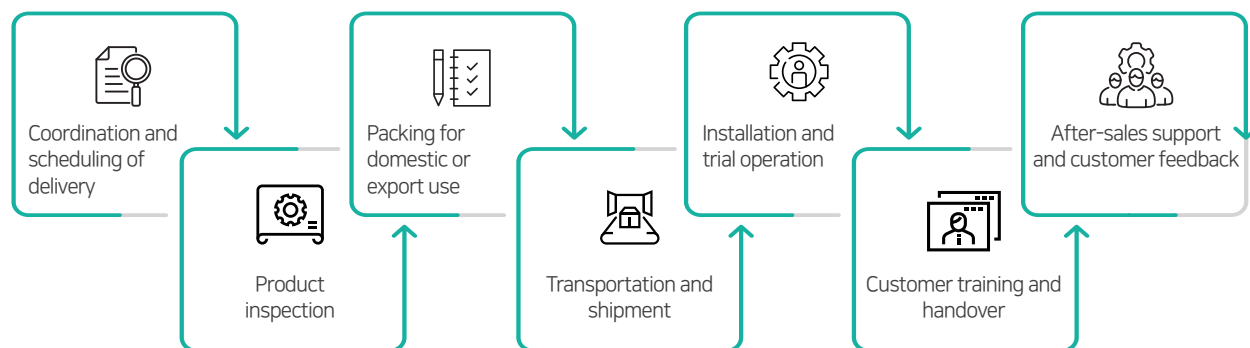 Coordination and
scheduling of
delivery
Product
inspection
Packing for
domestic or
export use
Transportation and
shipment
Installation and
trial operation
Customer training and
handover
After-sales support
and customer feedback